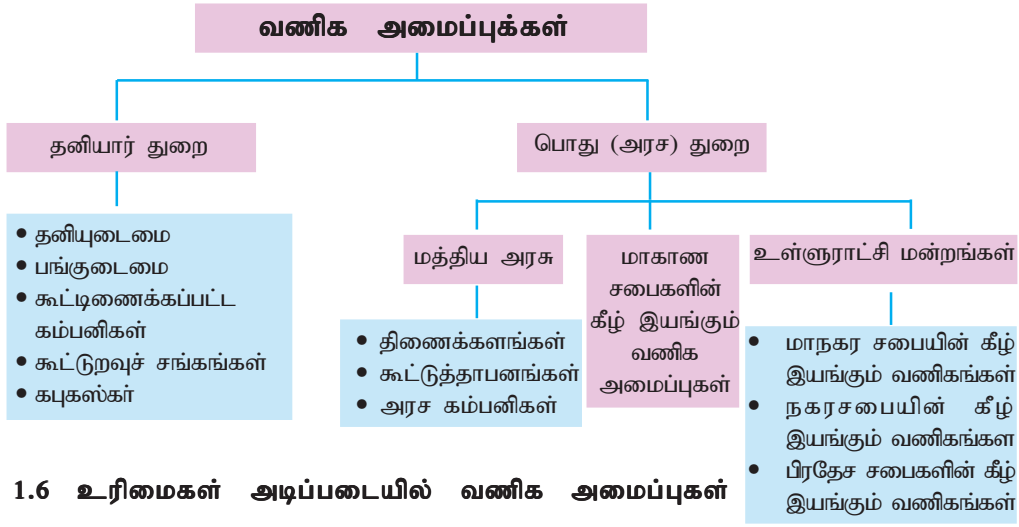 வணிக அமைப்புக்கள்
தனியார் துறை
பொது (அரச) துறை
• தனியுடைமை
• பங்குடைமை
• கூட்டிணைக்கப்பட்ட
கம்பனிகள்
• கூட்டுறவுச் சங்கங்கள்
• கபுகஸ்கர்
மத்திய அரசு
• திணைக்களங்கள்
• கூட்டுத்தாபனங்கள்
• அரச கம்பனிகள்
மாகாண
சபைகளின்
கீழ் இயங்கும்
வணிக
அமைப்புகள்
உள்ளுராட்சி மன்றங்கள்
• மாநகர சபையின் கீழ்
இயங்கும் வணிகங்கள்
• நகரசபையின் கீழ்
இயங்கும் வணிகங்கள
• பிரதேச சபைகளின் கீழ்
இயங்கும் வணிகங்கள்
1.6 உரிமைகள் அடிப்படையில் வணிக அமைப்புகள்